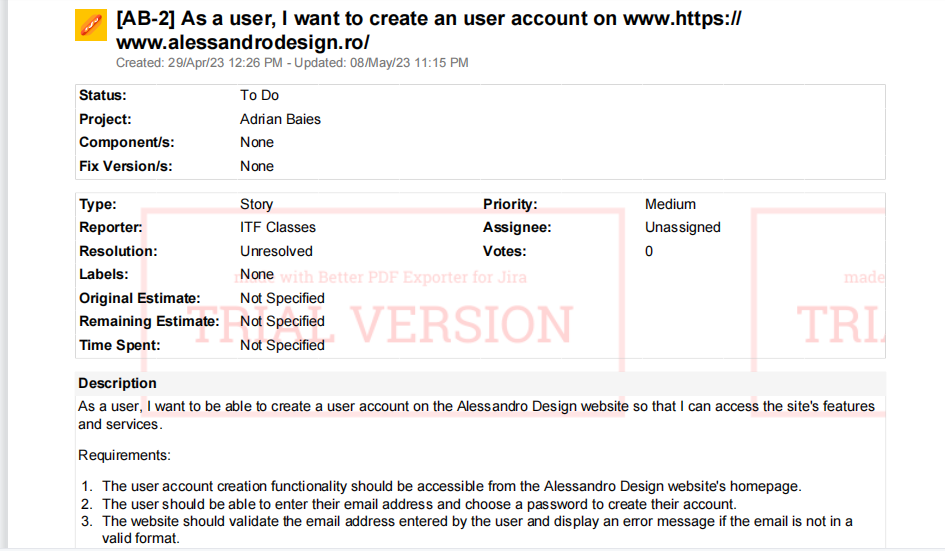 [AB-2] As a user, I want to create an user account on www.https://
www.alessandrodesign.ro/
Created: 29/Apr/23 12:26 PM - Updated: 08/May/23 11:15 PM
Status: To Do
Project: Adrian Baies
Component/s: None
Fix Version/s: None
Type: Story Priority: Medium
Reporter: ITF Classes Assignee: Unassigned
Resolution: Unresolved Votes: 0
Labels: None
made with Better PDF Exporter for Jira made
Original Estimate: Not Specified
Remaining Estimate: Not Specified
TRIAL VERSION TRIA
Time Spent: Not Specified
Description
As a user, I want to be able to create a user account on the Alessandro Design website so that I can access the site's features
and services.
Requirements:
1. The user account creation functionality should be accessible from the Alessandro Design website's homepage.
2. The user should be able to enter their email address and choose a password to create their account.
3. The website should validate the email address entered by the user and display an error message if the email is not in a
valid format.